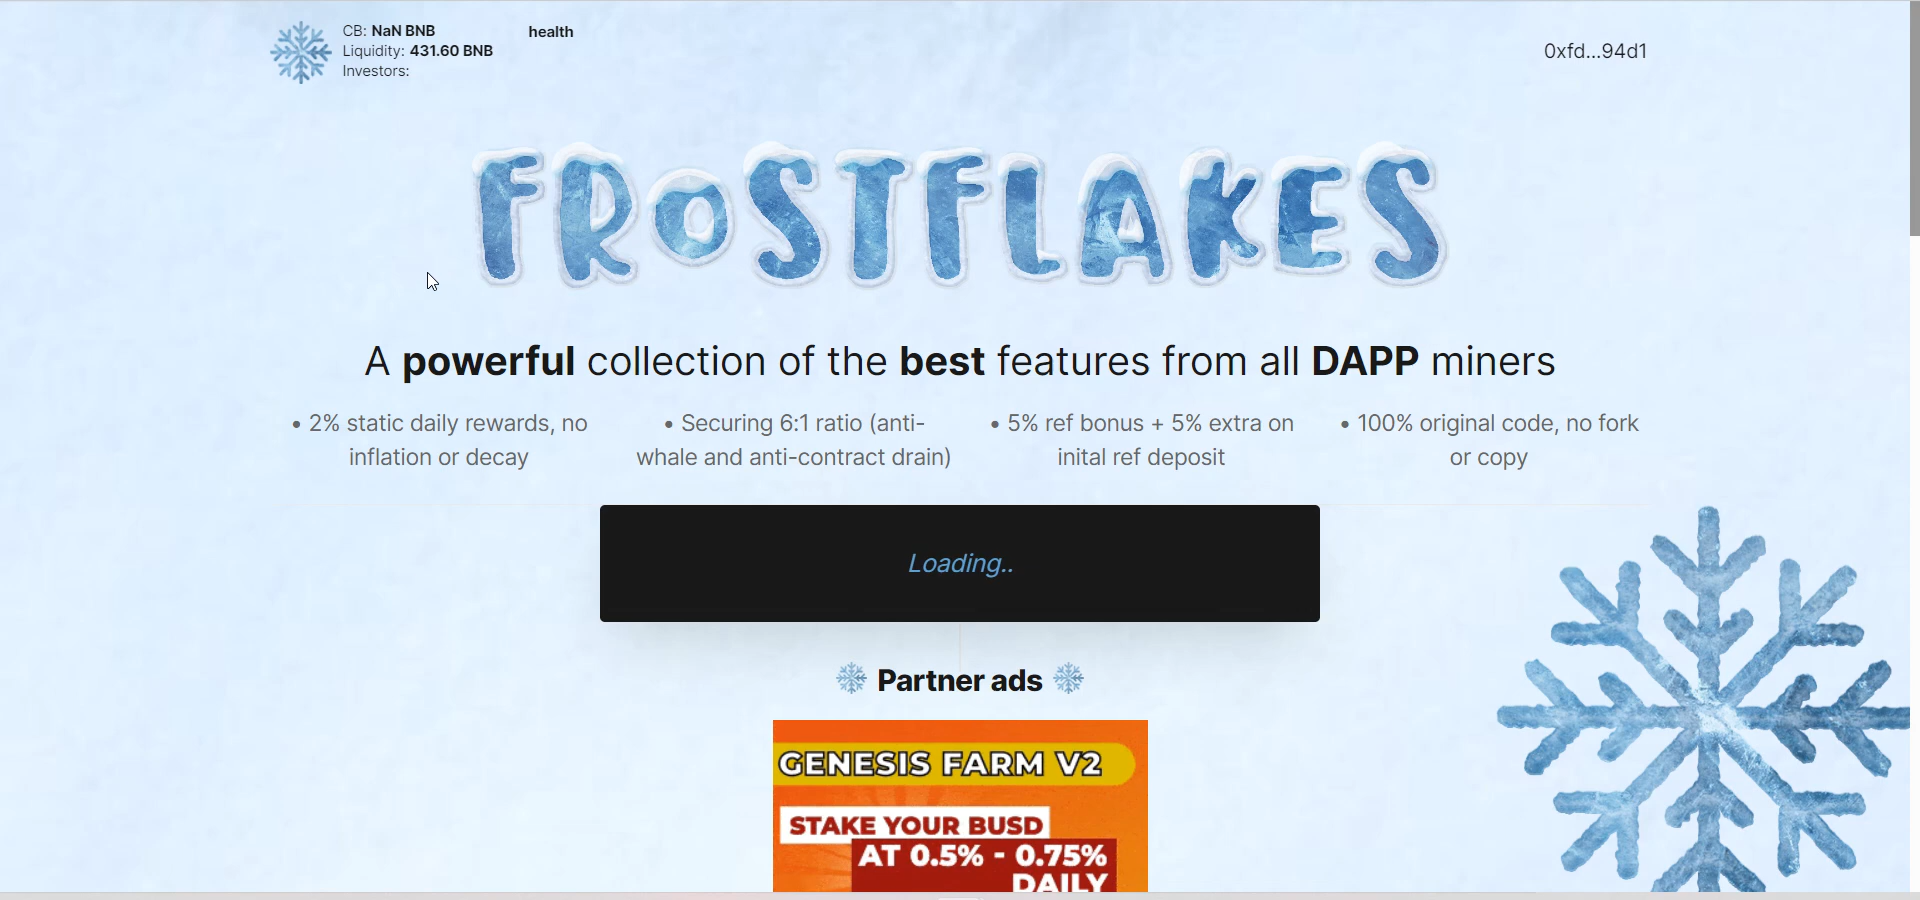 CB: NaN BNB
health
Liquidity: 431.60 BNB
Investors:
0xfd...94d1
FROSTFLAKES
A powerful collection of the best features from all DAPP miners
• 2% static daily rewards, no
inflation or decay
• Securing 6:1 ratio (anti-
whale and anti-contract drain)
• 5% ref bonus + 5% extra on
inital ref deposit
• 100% original code, no fork
or copy
Loading..
Partner ads
GENESIS FARM V2
STAKE YOUR BUSD
AT 0.5% - 0.75%
DAILY